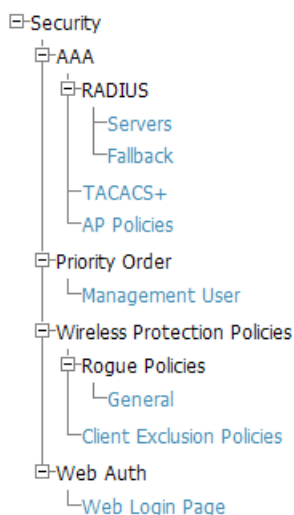 Security
AAA
RADIUS
Servers
Fallback
TACACS+
AP Policies
Priority Order
Management User
Wireless Protection Policies
Rogue Policies
General
Client Exclusion Policies
Web Auth
Web Login Page